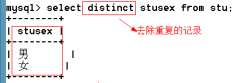 mysql> select distinct stusex from stu;
+--------+
| stusex |
+--------+
| 男 |
| 女 |
去除重复的记录